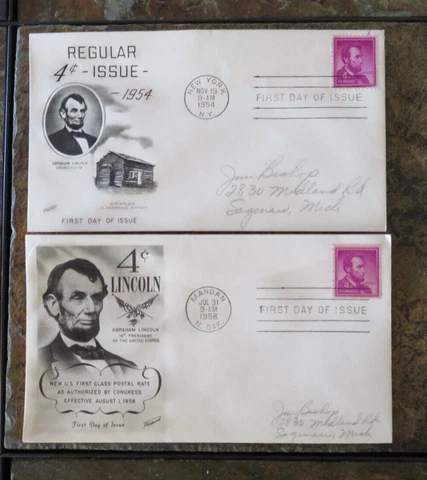 REGULAR
4¢ - ISSUE -
- 1954
ABRAHAM LINCOLN
BIRTHPLACE
FIRST DAY OF ISSUE
NEW YORK
NOV 19
9-AM
1954
N.Y.
FIRST DAY OF ISSUE
Jim Bishop
2830 Midland Rd
Saginaw, Mich
4¢
LINCOLN
ABRAHAM LINCOLN
16TH PRESIDENT
OF THE UNITED STATES
NEW U.S. FIRST CLASS POSTAL RATE
AS AUTHORIZED BY CONGRESS
EFFECTIVE AUGUST 1, 1958
First Day of Issue
MANDAN
JUL 31
9-AM
1958
N. DAK.
FIRST DAY OF ISSUE
Jim Bishop
2830 Midland Rd
Saginaw, Mich